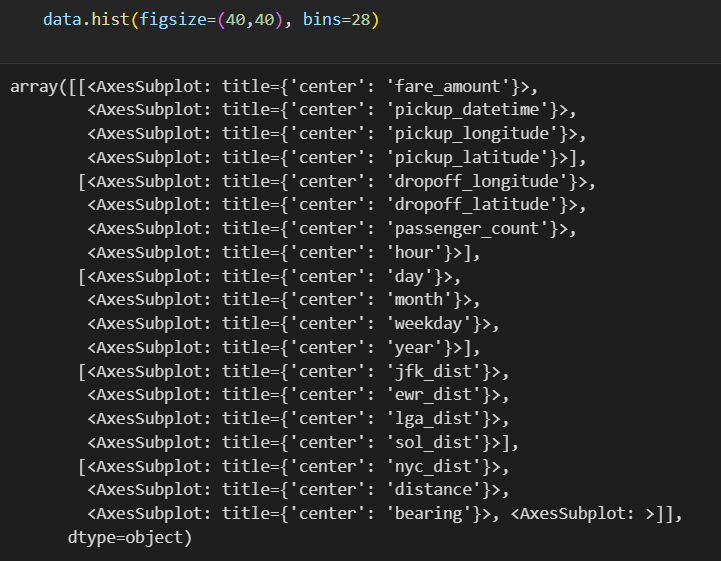 data.hist(figsize=(40,40), bins=28)
array([[<AxesSubplot: title={'center': 'fare_amount'}>,
        <AxesSubplot: title={'center': 'pickup_datetime'}>,
        <AxesSubplot: title={'center': 'pickup_longitude'}>,
        <AxesSubplot: title={'center': 'pickup_latitude'}>],
       [<AxesSubplot: title={'center': 'dropoff_longitude'}>,
        <AxesSubplot: title={'center': 'dropoff_latitude'}>,
        <AxesSubplot: title={'center': 'passenger_count'}>,
        <AxesSubplot: title={'center': 'hour'}>],
       [<AxesSubplot: title={'center': 'day'}>,
        <AxesSubplot: title={'center': 'month'}>,
        <AxesSubplot: title={'center': 'weekday'}>,
        <AxesSubplot: title={'center': 'year'}>],
       [<AxesSubplot: title={'center': 'jfk_dist'}>,
        <AxesSubplot: title={'center': 'ewr_dist'}>,
        <AxesSubplot: title={'center': 'lga_dist'}>,
        <AxesSubplot: title={'center': 'sol_dist'}>],
       [<AxesSubplot: title={'center': 'nyc_dist'}>,
        <AxesSubplot: title={'center': 'distance'}>,
        <AxesSubplot: title={'center': 'bearing'}>, <AxesSubplot: >]],
      dtype=object)